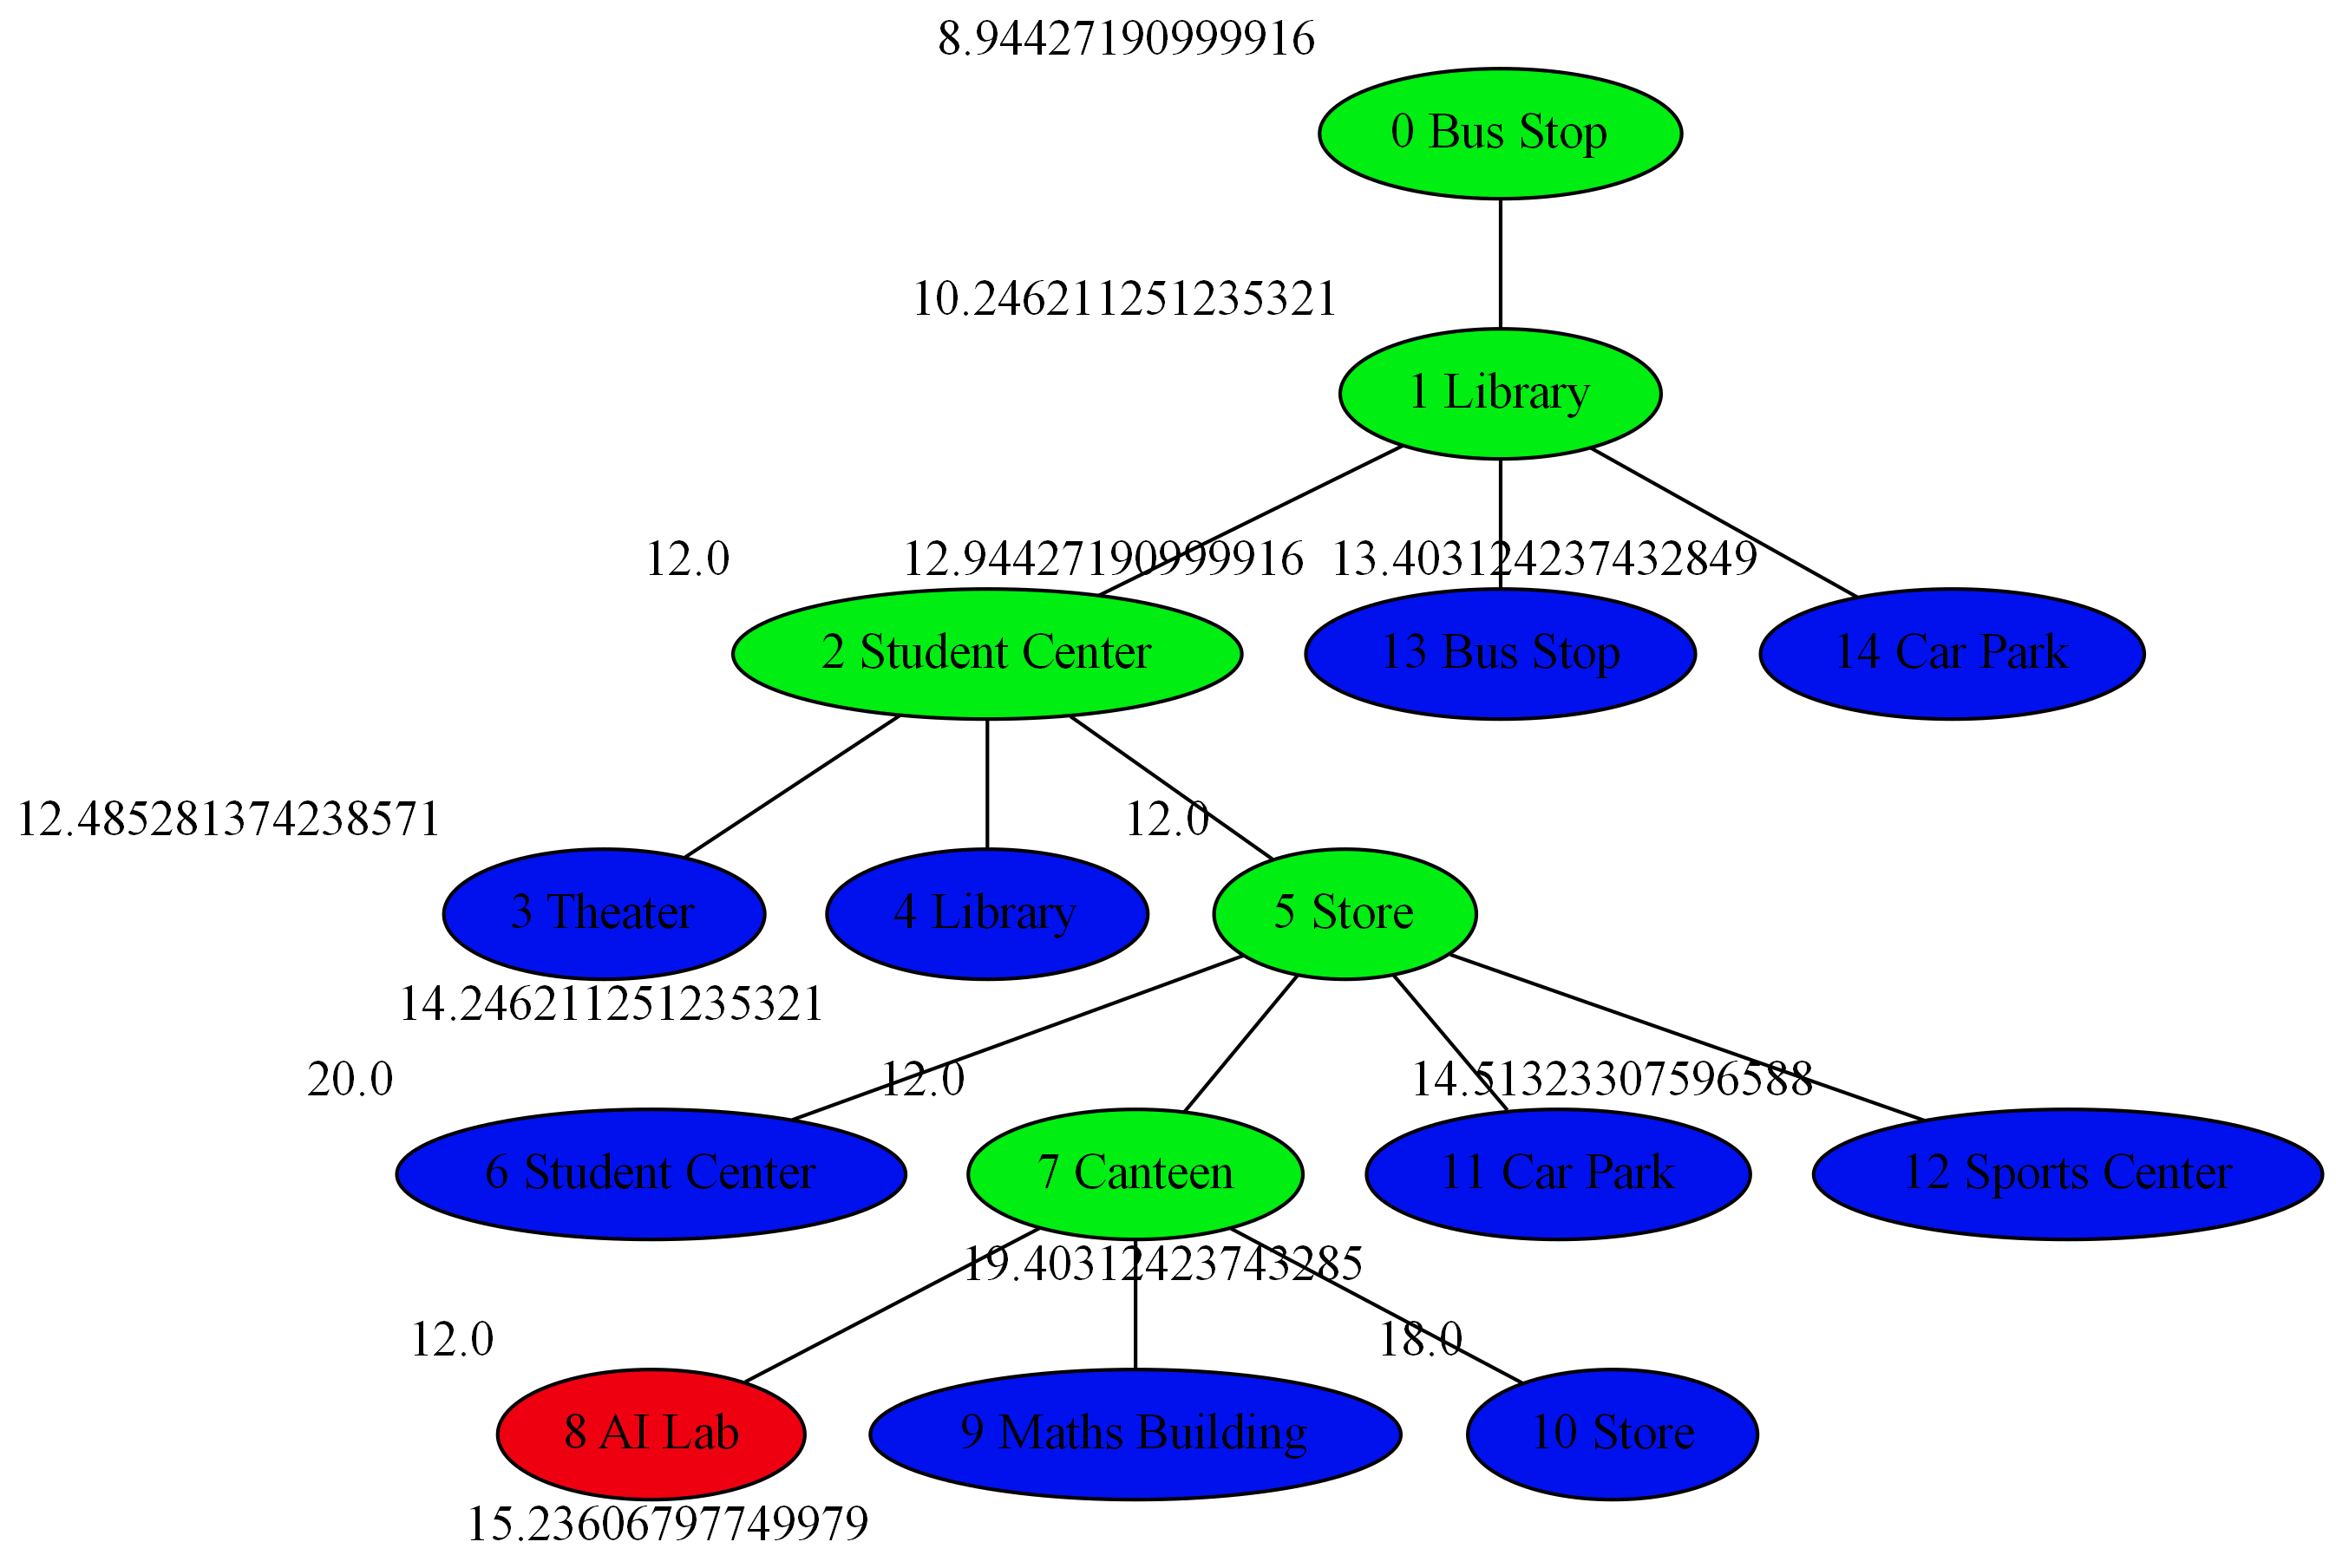 8.94427190999916
0 Bus Stop
10.246211251235321
1 Library
12.0
12.94427190999916
13.403124237432849
2 Student Center
13 Bus Stop
14 Car Park
12.485281374238571
12.0
3 Theater
4 Library
5 Store
14.246211251235321
20.0
12.0
14.51323307596588
6 Student Center
7 Canteen
11 Car Park
12 Sports Center
19.40312423743285
12.0
18.0
8 AI Lab
9 Maths Building
10 Store
15.23606797749979